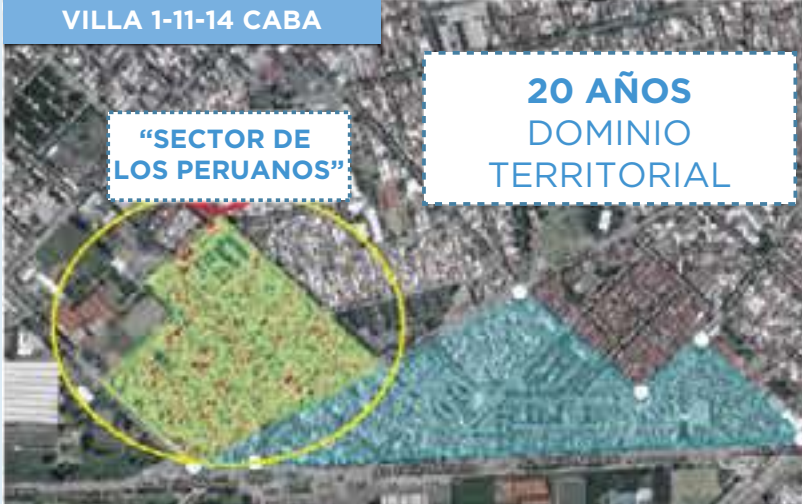 VILLA 1-11-14 CABA
20 AÑOS
DOMINIO
TERRITORIAL
“SECTOR DE
LOS PERUANOS”